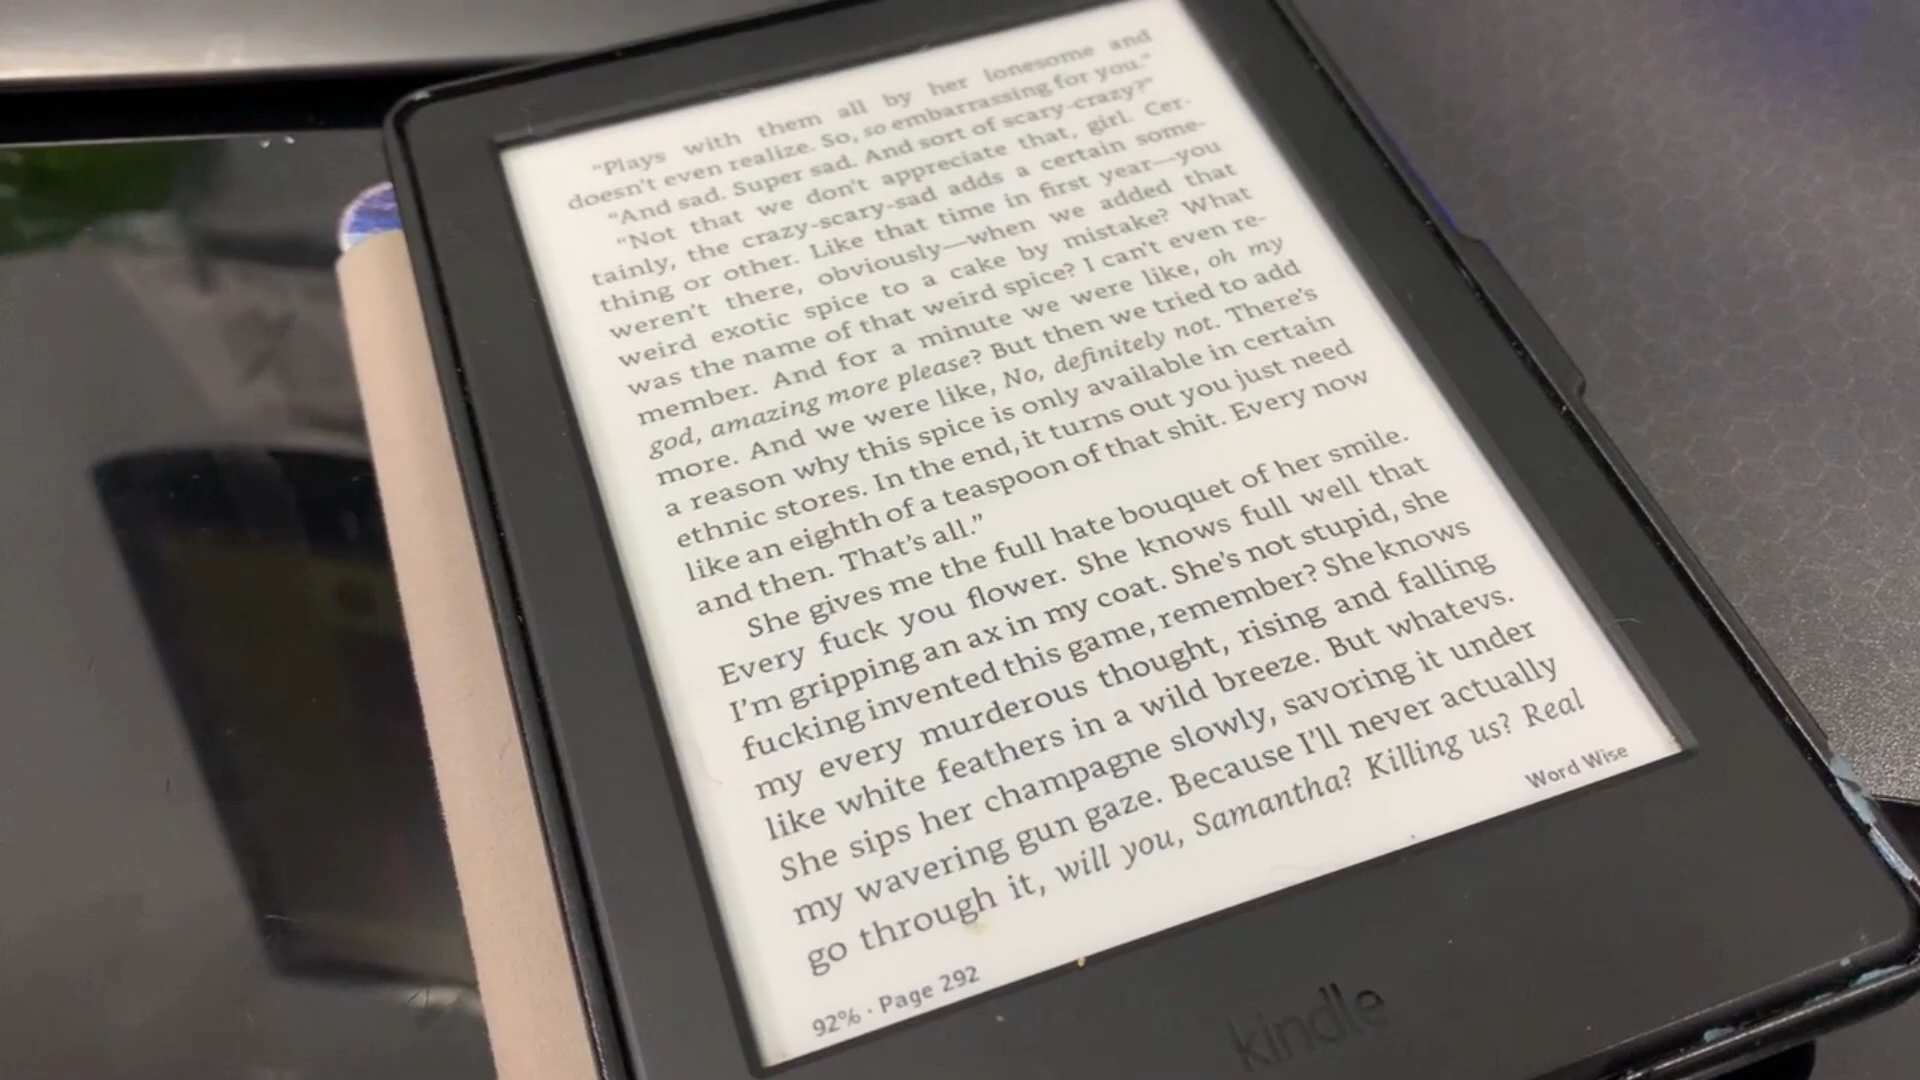 “Plays with them all by her lonesome and
doesn't even realize. So, so embarrassing for you.”
“And sad. Super sad. And sort of scary-crazy?”
“Not that we don't appreciate that, girl. Cer-
tainly, the crazy-scary-sad adds a certain some-
thing or other. Like that time in first year—you
weren't there, obviously—when we added that
weird exotic spice to a cake by mistake? What
was the name of that weird spice? I can't even re-
member. And for a minute we were like, oh my
god, amazing more please? But then we tried to add
more. And we were like, No, definitely not. There's
a reason why this spice is only available in certain
ethnic stores. In the end, it turns out you just need
like an eighth of a teaspoon of that shit. Every now
and then. That's all.”
She gives me the full hate bouquet of her smile.
Every fuck you flower. She knows full well that
I'm gripping an ax in my coat. She's not stupid, she
fucking invented this game, remember? She knows
my every murderous thought, rising and falling
like white feathers in a wild breeze. But whatevs.
She sips her champagne slowly, savoring it under
my wavering gun gaze. Because I'll never actually
go through it, will you, Samantha? Killing us? Real
92% · Page 292
Word Wise
kindle